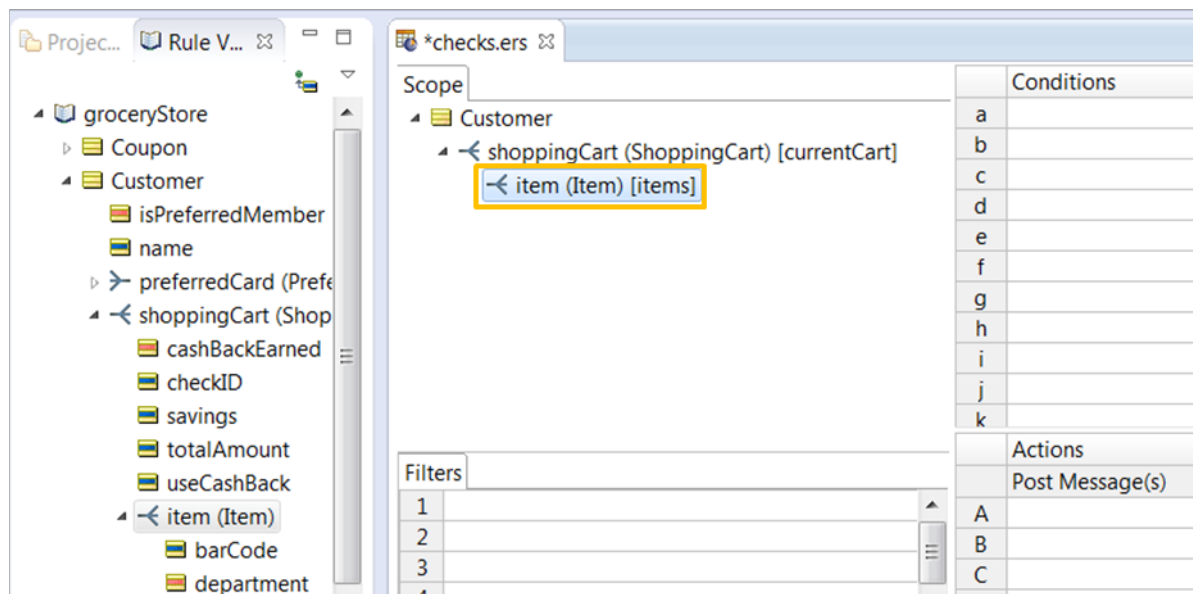 Projec...
Rule V...
groceryStore
Coupon
Customer
isPreferredMember
name
preferredCard (Prefe
shoppingCart (Shop
cashBackEarned
checkID
savings
totalAmount
useCashBack
item (Item)
barCode
department
*checks.ers
Scope
Customer
shoppingCart (ShoppingCart) [currentCart]
item (Item) [items]
Filters
1
2
3
Conditions
a
b
c
d
e
f
g
h
i
j
k
Actions
Post Message(s)
A
B
C